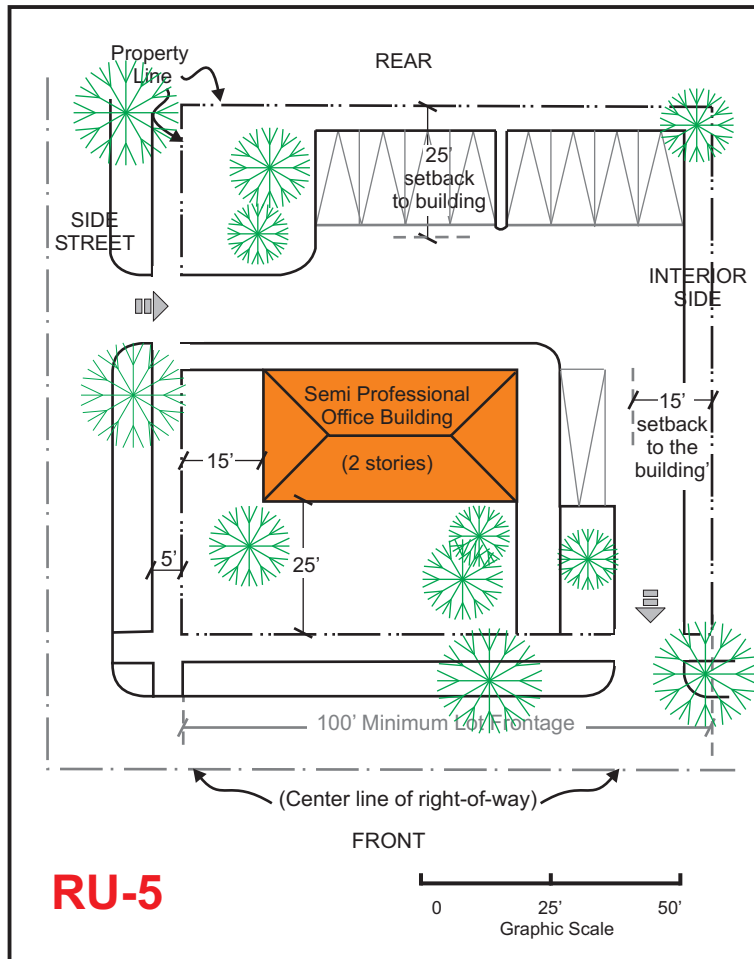 REAR
Property
Line
25'
setback
to building
SIDE
STREET
INTERIOR
SIDE
Semi Professional
Office Building
(2 stories)
15'
15'
setback
to the
building'
5'
25'
100' Minimum Lot Frontage
(Center line of right-of-way)
FRONT
RU-5
0 25' 50'
Graphic Scale